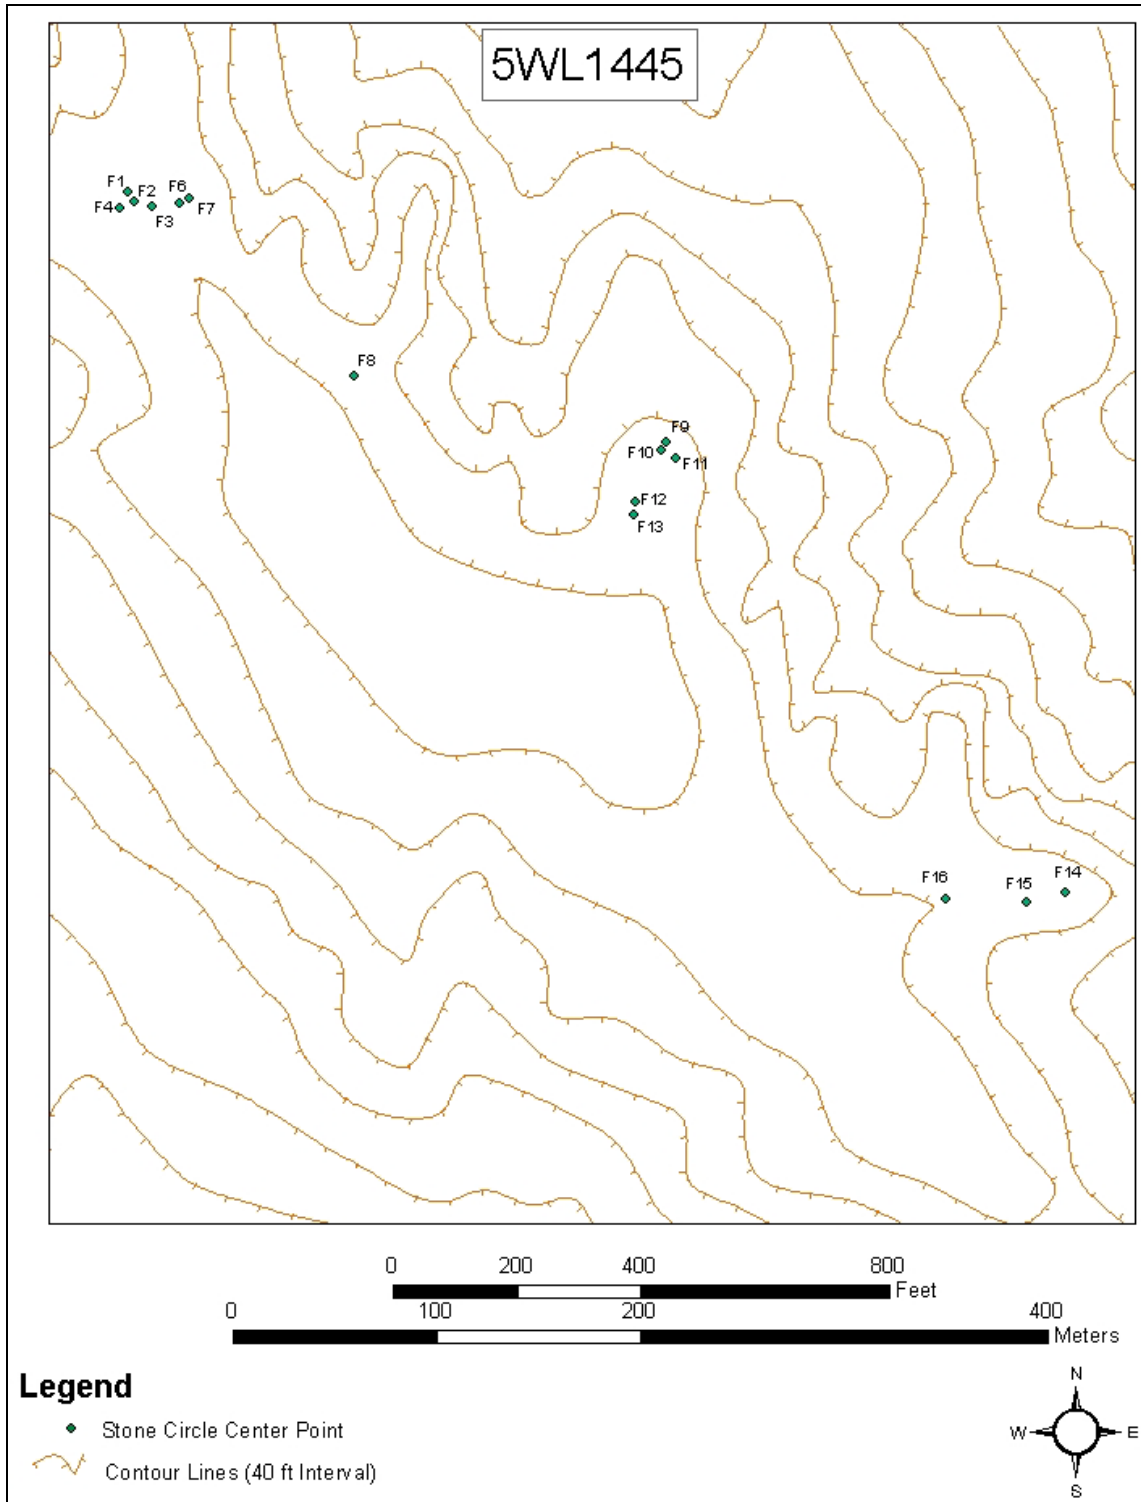 5WL1445
F1
F2
F6
F4
F3
F7
F8
F9
F10
F11
F12
F13
F16
F15
F14
0 200 400 800
Feet
0 100 200 400
Meters
Legend
Stone Circle Center Point
Contour Lines (40 ft Interval)
N
W E
S